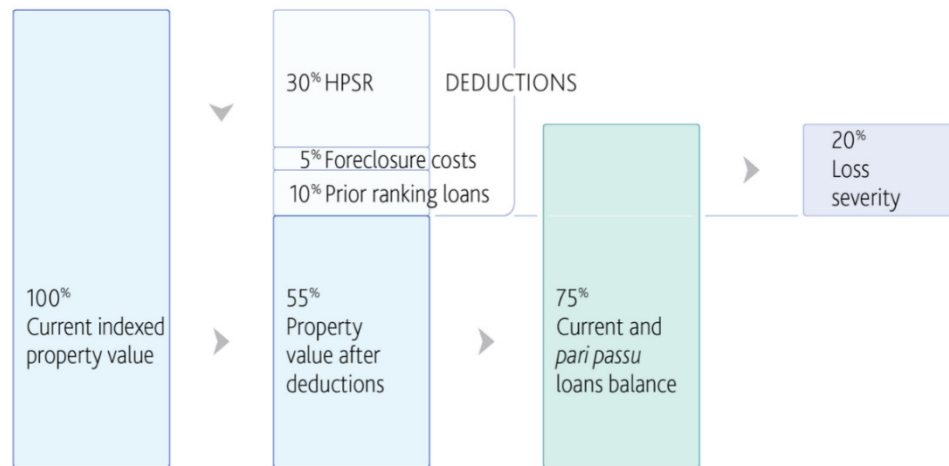 30% HPSR
DEDUCTIONS
5% Foreclosure costs
10% Prior ranking loans
20%
Loss
severity
100%
Current indexed
property value
55%
Property
value after
deductions
75%
Current and
pari passu
loans balance